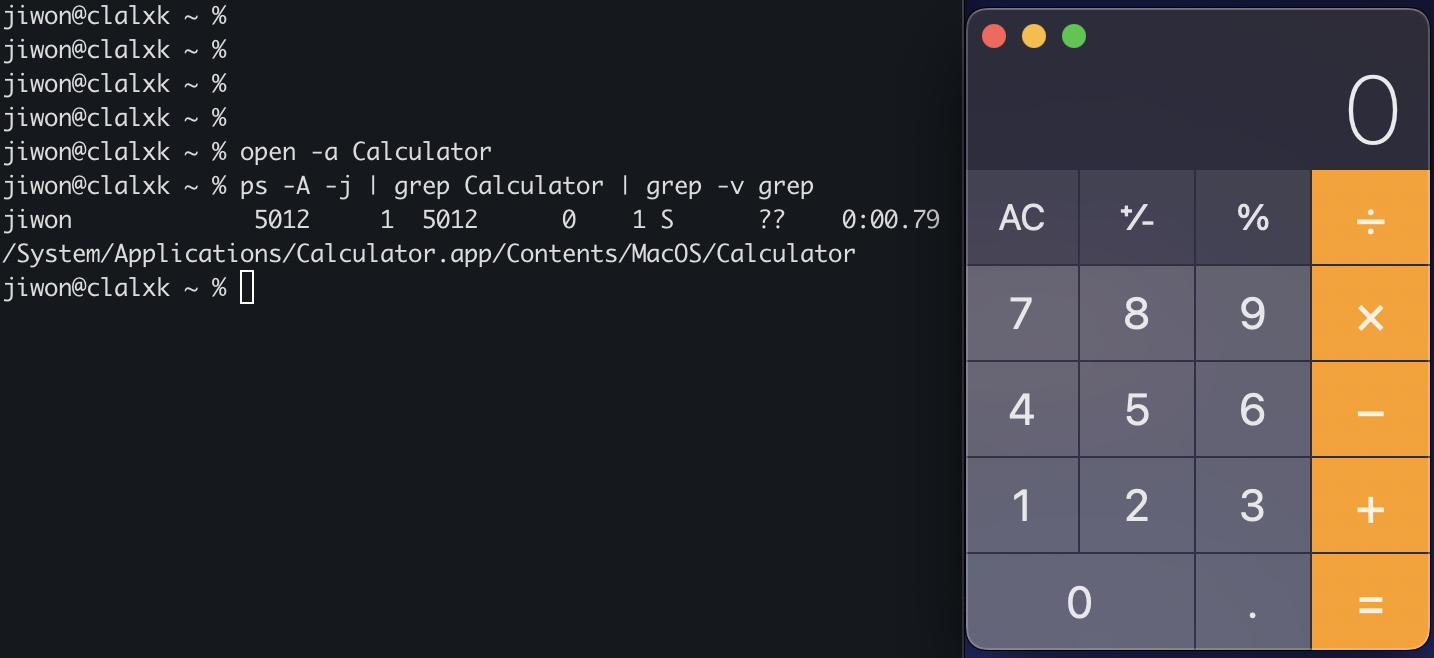 jiwon@clalxk ~ %
jiwon@clalxk ~ %
jiwon@clalxk ~ %
jiwon@clalxk ~ %
jiwon@clalxk ~ % open -a Calculator
jiwon@clalxk ~ % ps -A -j | grep Calculator | grep -v grep
jiwon             5012     1  5012      0    1 S      ??    0:00.79
/System/Applications/Calculator.app/Contents/MacOS/Calculator
jiwon@clalxk ~ %
0
AC +/- % ÷
7 8 9 ×
4 5 6 −
1 2 3 +
0 . =